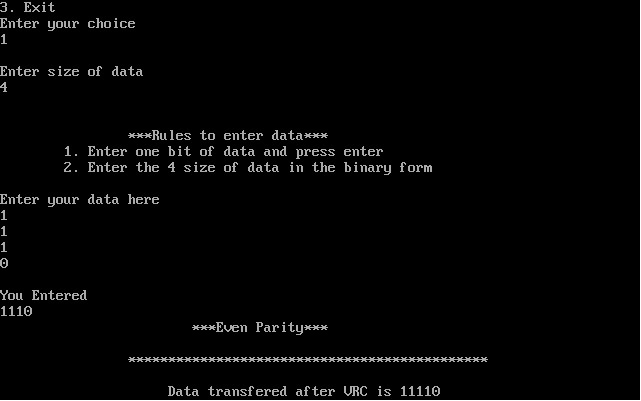 3. Exit
Enter your choice
1
Enter size of data
4
***Rules to enter data***
1. Enter one bit of data and press enter
2. Enter the 4 size of data in the binary form
Enter your data here
1
1
1
0
You Entered
1110
***Even Parity***
*********************************************
Data transfered after VRC is 11110